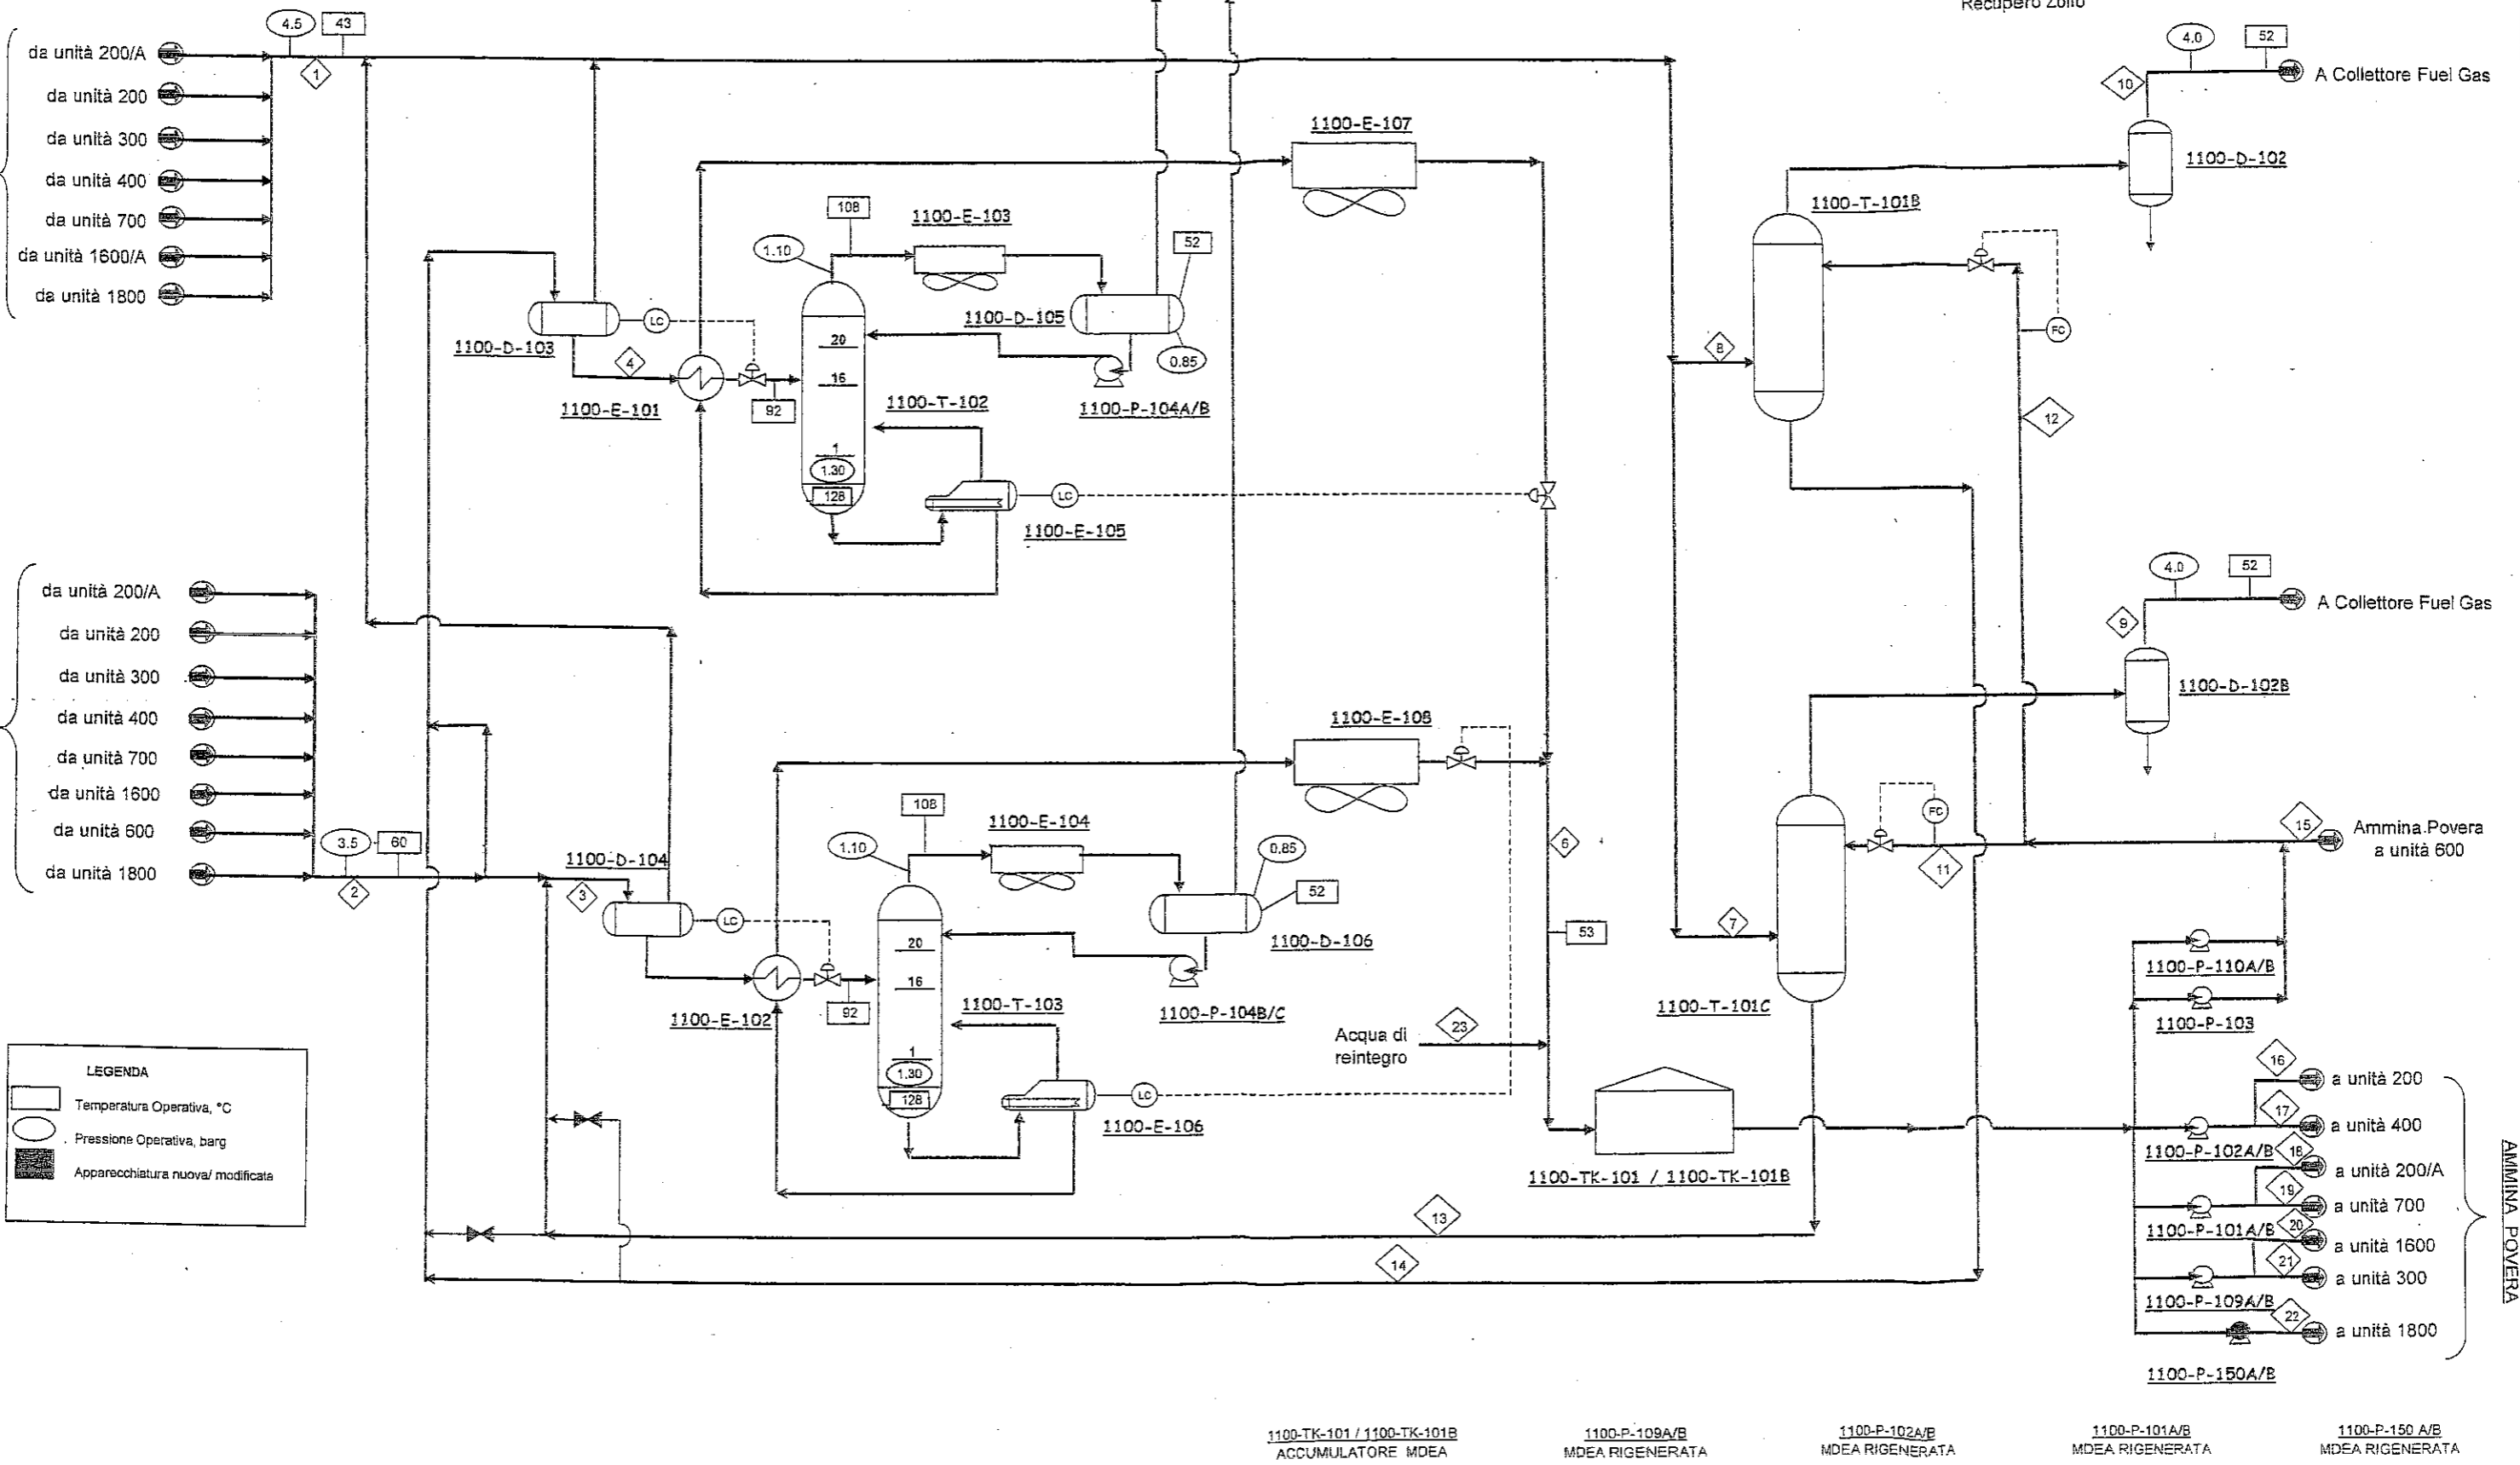 Recupero Zolfo
4.5
43
da unità 200/A
1
da unità 200
da unità 300
da unità 400
da unità 700
da unità 1600/A
da unità 1800
4.0
52
10
A Collettore Fuel Gas
1100-D-102
1100-E-107
1100-T-101B
108
1100-E-103
1.10
52
1100-D-105
LC
1100-D-103
4
20
16
0.85
FC
8
1100-E-101
92
1100-T-102
1100-P-104A/B
12
1
1.30
128
LC
1100-E-105
da unità 200/A
da unità 200
da unità 300
da unità 400
da unità 700
da unità 1600
da unità 600
da unità 1800
4.0
52
9
A Collettore Fuel Gas
1100-D-102B
1100-E-108
3.5
60
2
1100-D-104
3
108
1100-E-104
1.10
0.85
52
6
FC
11
15
Ammina Povera
a unità 600
LC
20
16
1100-D-106
53
7
1100-E-102
92
1100-T-103
1100-P-104B/C
1100-T-101C
1100-P-110A/B
1100-P-103
Acqua di
reintegro
23
1
1.30
128
LC
1100-E-106
1100-TK-101 / 1100-TK-101B
16
a unità 200
17
a unità 400
1100-P-102A/B
18
a unità 200/A
19
a unità 700
1100-P-101A/B
20
a unità 1600
21
a unità 300
1100-P-109A/B
22
a unità 1800
1100-P-150A/B
AMMINA POVERA
13
14
LEGENDA
Temperatura Operativa, °C
Pressione Operativa, barg
Apparecchiatura nuova/ modificata
1100-TK-101 / 1100-TK-101B
ACCUMULATORE MDEA
1100-P-109A/B
MDEA RIGENERATA
1100-P-102A/B
MDEA RIGENERATA
1100-P-101A/B
MDEA RIGENERATA
1100-P-150 A/B
MDEA RIGENERATA